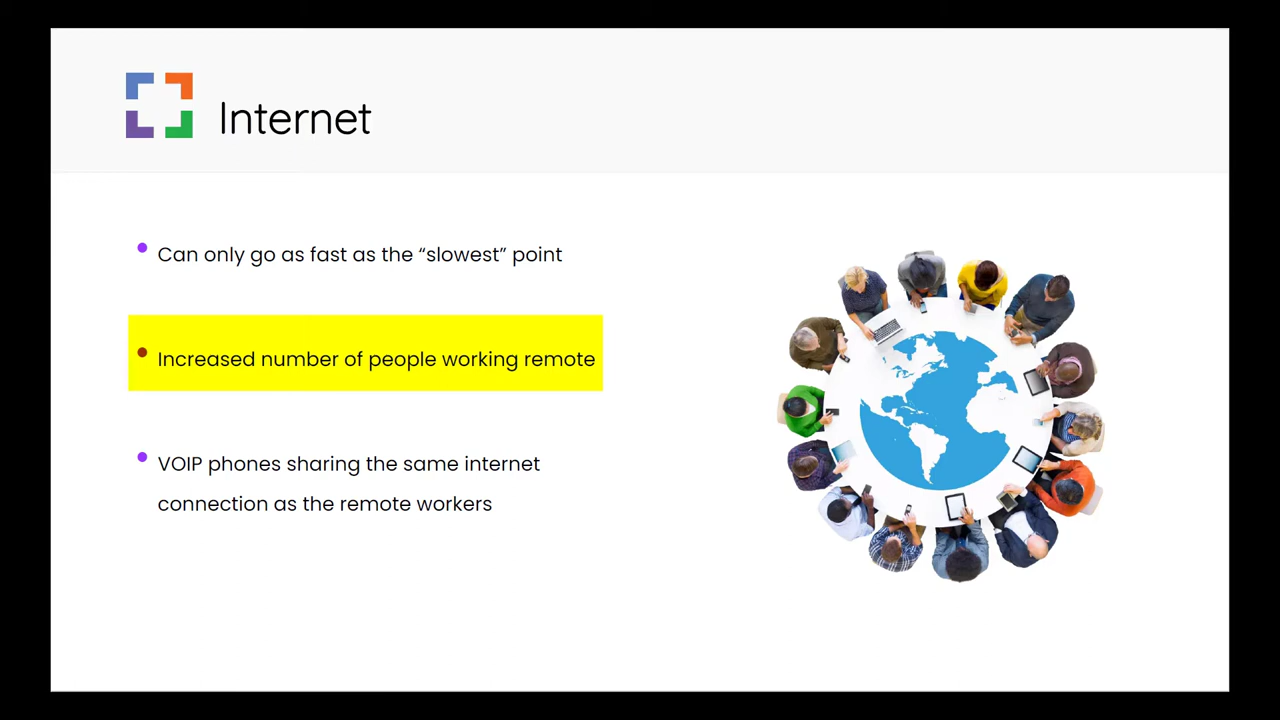 Internet
Can only go as fast as the “slowest” point
Increased number of people working remote
VOIP phones sharing the same internet
connection as the remote workers